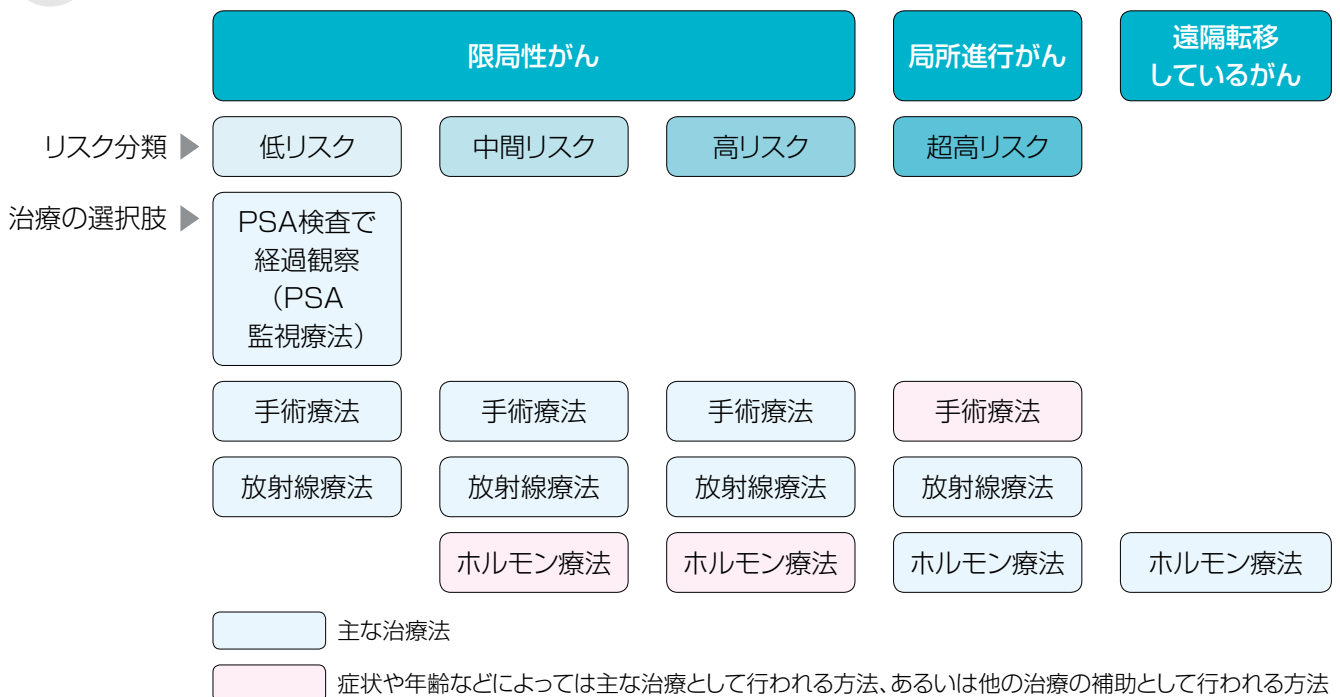 限局性がん
局所進行がん
遠隔転移
しているがん
リスク分類 ▶
低リスク
中間リスク
高リスク
超高リスク
治療の選択肢 ▶
PSA検査で
経過観察
（PSA
監視療法）
手術療法
手術療法
手術療法
手術療法
放射線療法
放射線療法
放射線療法
放射線療法
ホルモン療法
ホルモン療法
ホルモン療法
ホルモン療法
主な治療法
症状や年齢などによっては主な治療として行われる方法、あるいは他の治療の補助として行われる方法